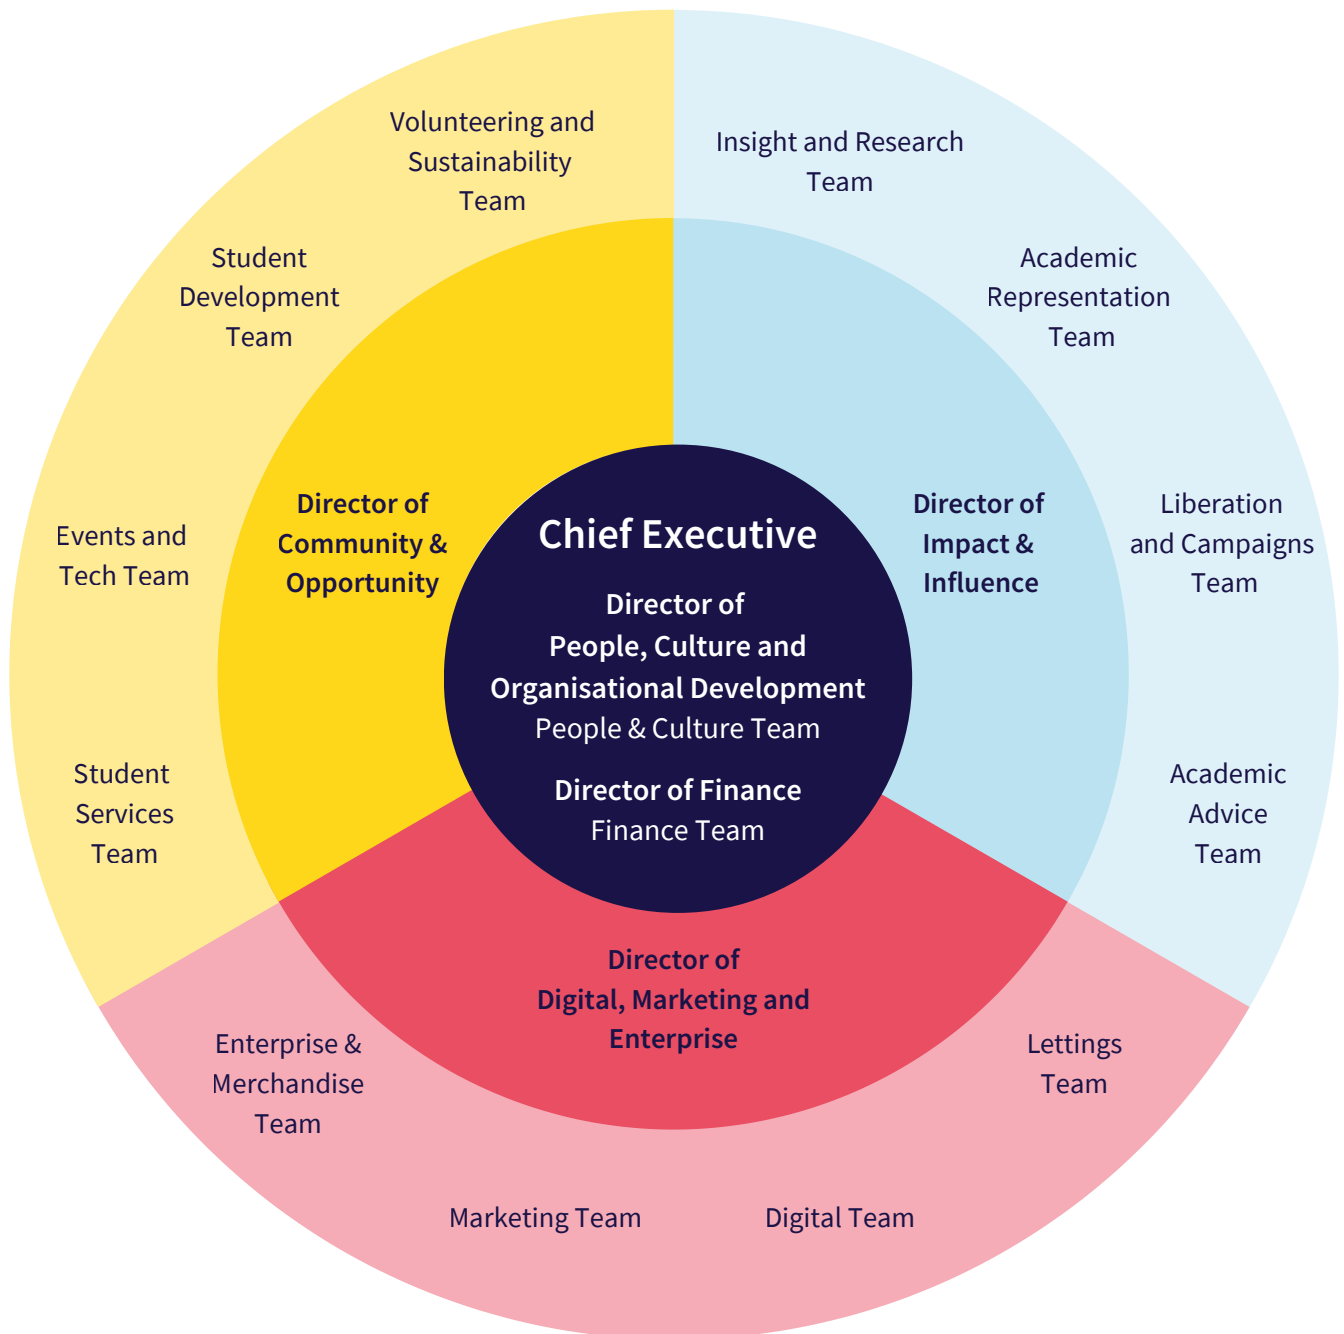 Volunteering and
Sustainability
Team
Student
Development
Team
Events and
Tech Team
Student
Services
Team
Director of
Community &
Opportunity
Insight and Research
Team
Academic
Representation
Team
Liberation
and Campaigns
Team
Academic
Advice
Team
Director of
Impact &
Influence
Chief Executive
Director of
People, Culture and
Organisational Development
People & Culture Team
Director of Finance
Finance Team
Director of
Digital, Marketing and
Enterprise
Enterprise &
Merchandise
Team
Marketing Team
Digital Team
Lettings
Team